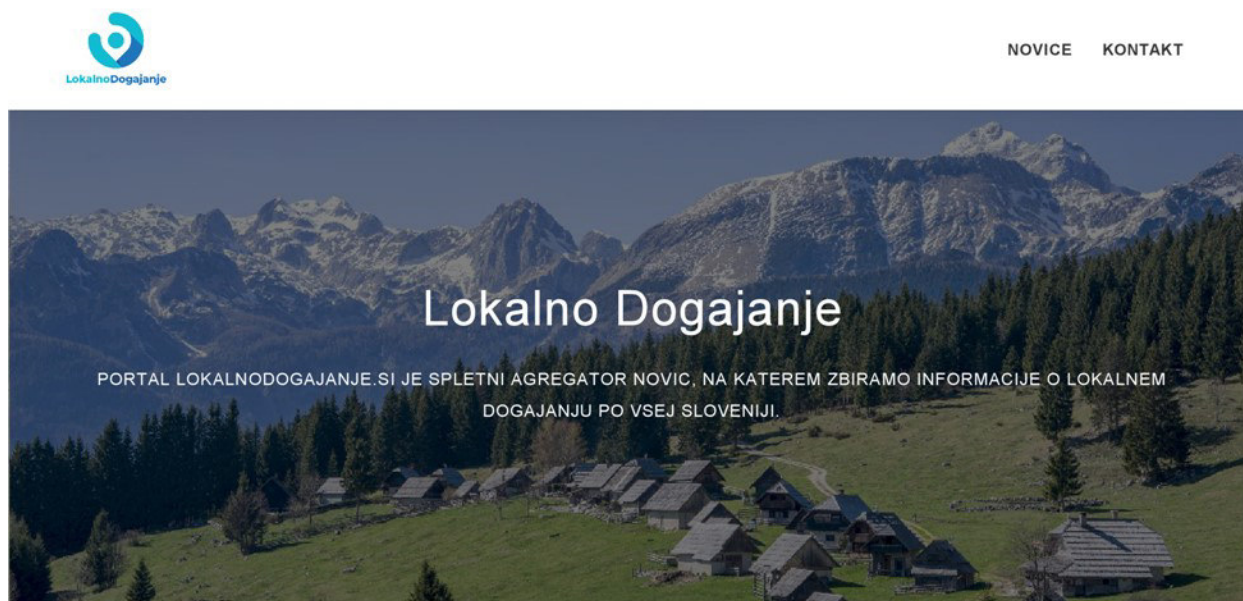 LokalnoDogajanje
NOVICE KONTAKT
Lokalno Dogajanje
PORTAL LOKALNODOGAJANJE.SI JE SPLETNI AGREGATOR NOVIC, NA KATEREM ZBIRAMO INFORMACIJE O LOKALNEM
DOGAJANJU PO VSEJ SLOVENIJI.